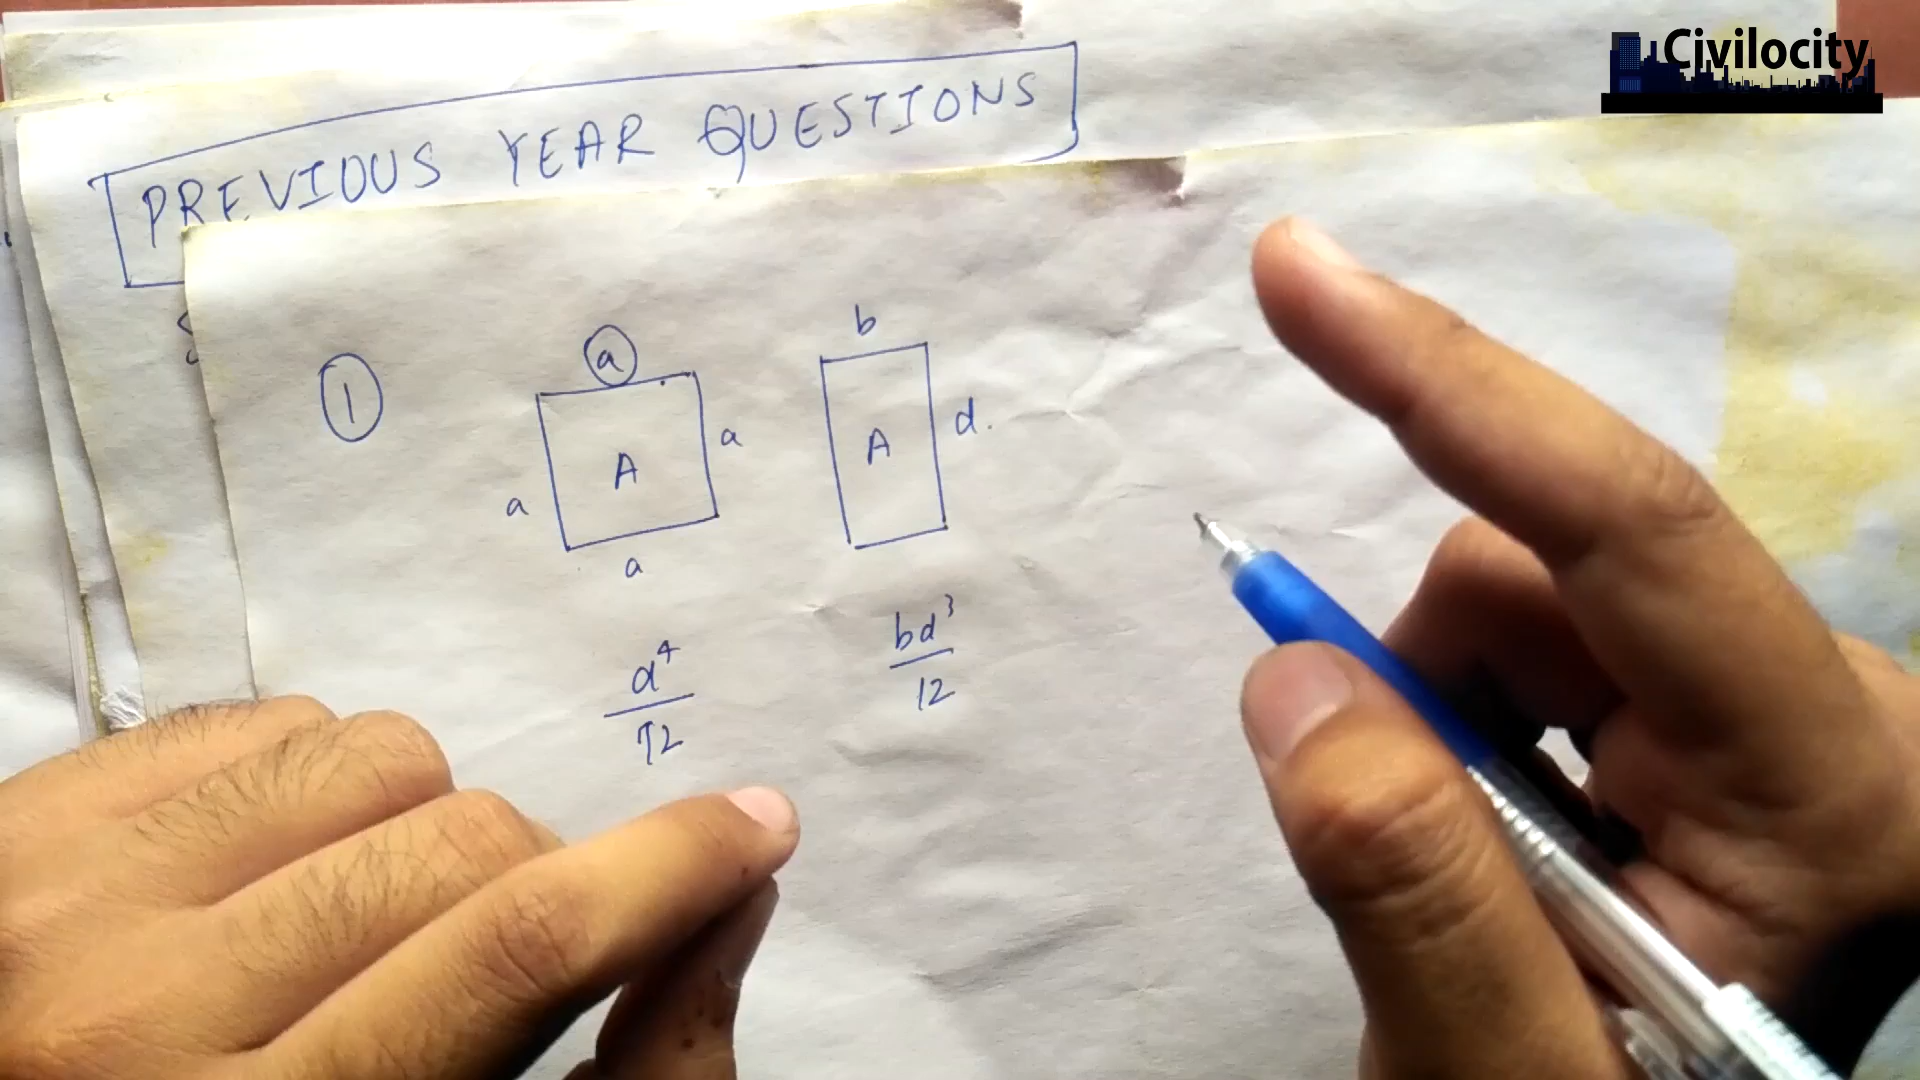 Civilocity
PREVIOUS YEAR QUESTIONS
1
a
b
A
a
A
d.
a
a
a⁴
12
bd³
12